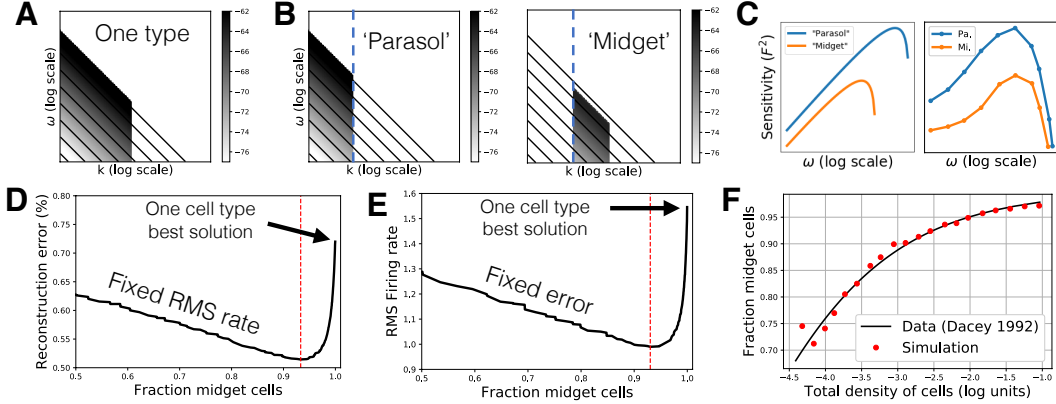 A
One type
ω (log scale)
k (log scale)
−62
−64
−66
−68
−70
−72
−74
−76
B
'Parasol'
ω (log scale)
k (log scale)
−62
−64
−66
−68
−70
−72
−74
−76
'Midget'
k (log scale)
−62
−64
−66
−68
−70
−72
−74
−76
C
Sensitivity (F²)
"Parasol"
"Midget"
ω (log scale)
Pa.
Mi.
ω (log scale)
D
Reconstruction error (%)
0.80
0.75
0.70
0.65
0.60
0.55
0.50
One cell type
best solution
Fixed RMS rate
0.5 0.6 0.7 0.8 0.9 1.0
Fraction midget cells
E
RMS Firing rate
1.6
1.5
1.4
1.3
1.2
1.1
1.0
0.9
One cell type
best solution
Fixed error
0.5 0.6 0.7 0.8 0.9 1.0
Fraction midget cells
F
Fraction midget cells
0.95
0.90
0.85
0.80
0.75
0.70
Data (Dacey 1992)
Simulation
−4.5 −4.0 −3.5 −3.0 −2.5 −2.0 −1.5 −1.0
Total density of cells (log units)